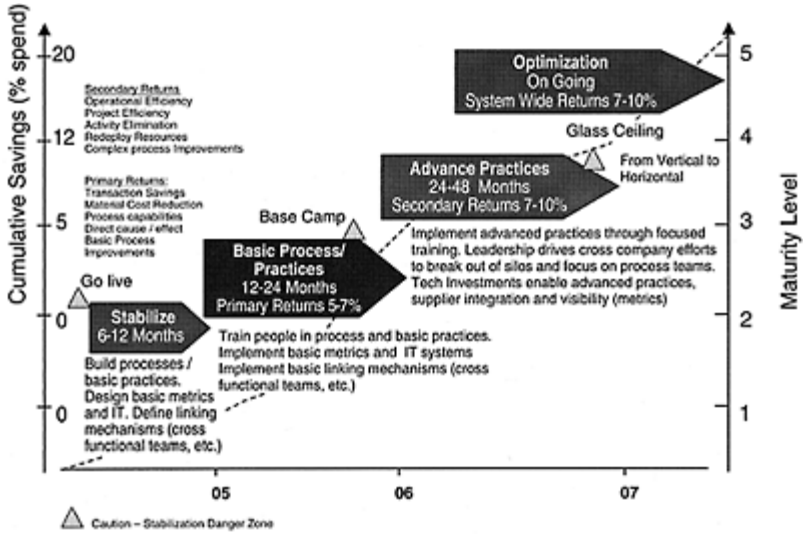 Cumulative Savings (% spend)
20
12
5
0
0
Secondary Returns
Operational Efficiency
Project Efficiency
Activity Elimination
Redeploy Resources
Complex process Improvements
Primary Returns:
Transaction Savings
Material Cost Reduction
Process capabilities
Direct cause / effect
Basic Process
Improvements
Go live
Stabilize
6-12 Months
Build processes /
basic practices.
Design basic metrics
and IT. Define linking
mechanisms (cross
functional teams, etc.)
Base Camp
Basic Process/
Practices
12-24 Months
Primary Returns 5-7%
Train people in process and basic practices.
Implement basic metrics and IT systems
Implement basic linking mechanisms (cross
functional teams, etc.)
Advance Practices
24-48 Months
Secondary Returns 7-10%
Implement advanced practices through focused
training. Leadership drives cross company efforts
to break out of silos and focus on process teams.
Tech Investments enable advanced practices,
supplier integration and visibility (metrics)
Optimization
On Going
System Wide Returns 7-10%
Glass Ceiling
From Vertical to
Horizontal
5
4
3
2
1
Maturity Level
05
06
07
Caution – Stabilization Danger Zone